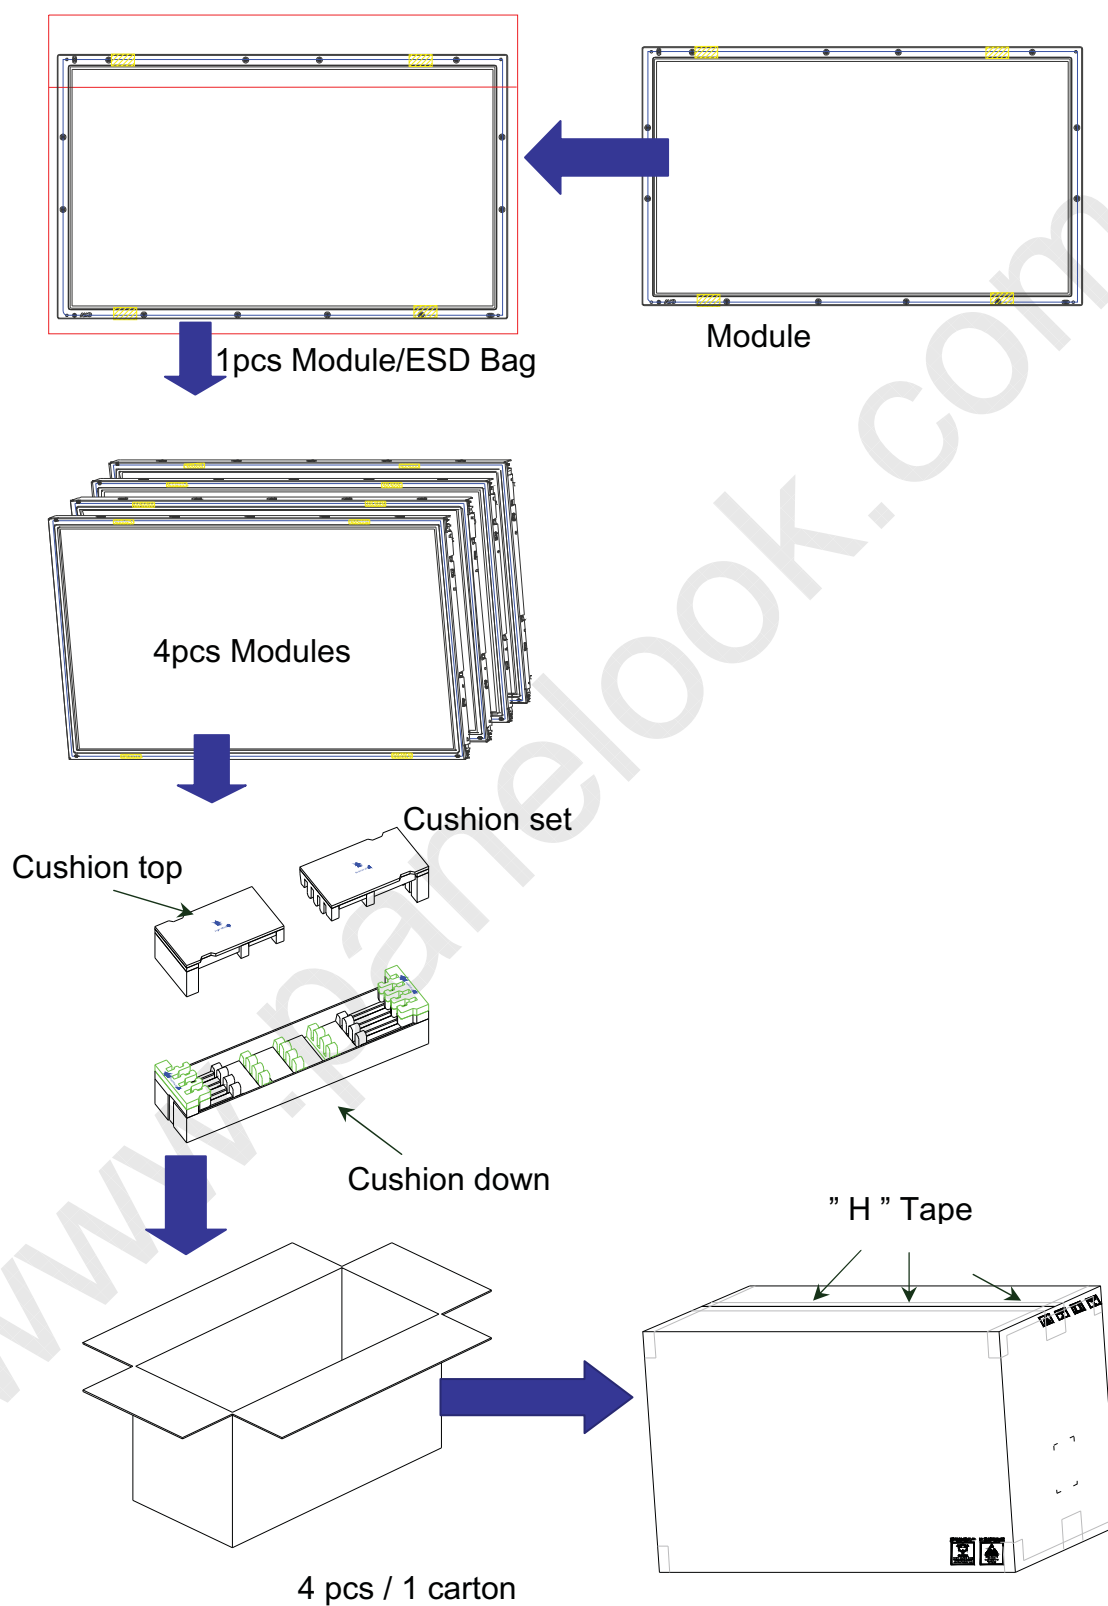 Module
1pcs Module/ESD Bag
4pcs Modules
Cushion set
Cushion top
Cushion down
” H ” Tape
4 pcs / 1 carton
www.panelook.com